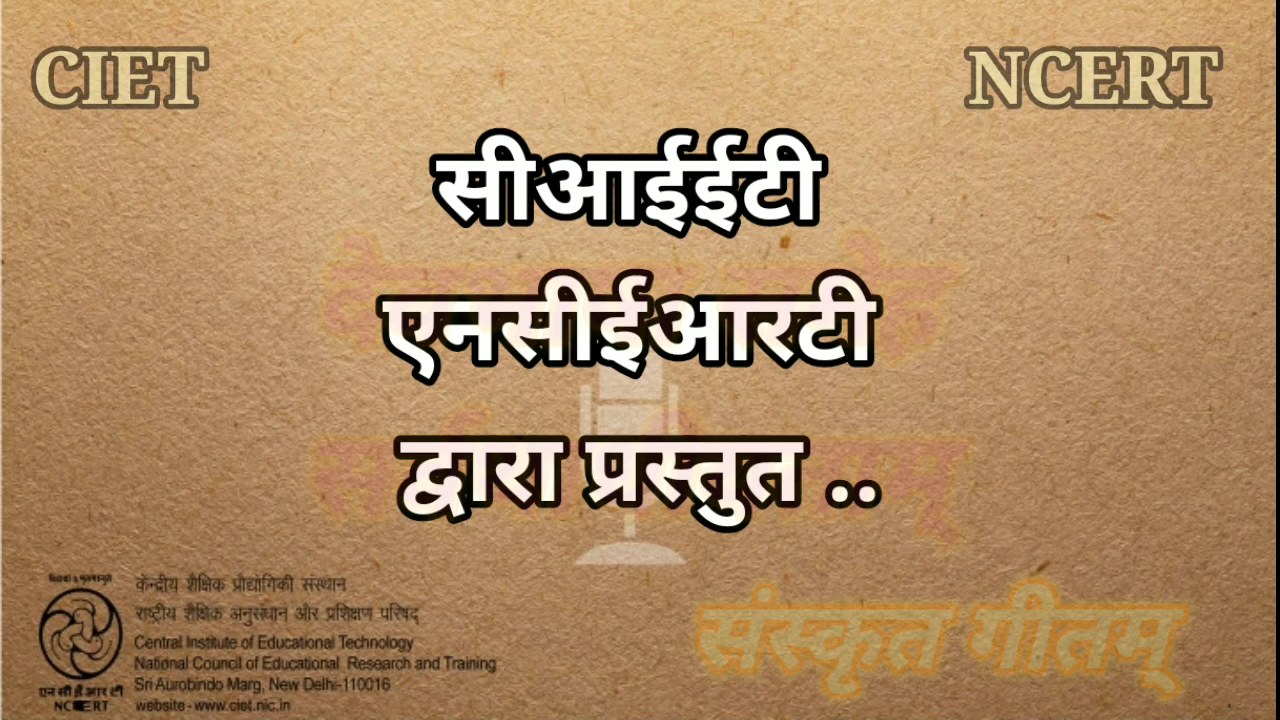 CIET
NCERT
सीआईईटी
एनसीईआरटी
द्वारा प्रस्तुत ..
केन्द्रीय शैक्षिक प्रौद्योगिकी संस्थान
राष्ट्रीय शैक्षिक अनुसंधान और प्रशिक्षण परिषद्
Central Institute of Educational Technology
National Council of Educational Research and Training
Sri Aurobindo Marg, New Delhi-110016
website - www.ciet.nic.in
एन सी ई आर टी
NCERT
संस्कृत गीतम्